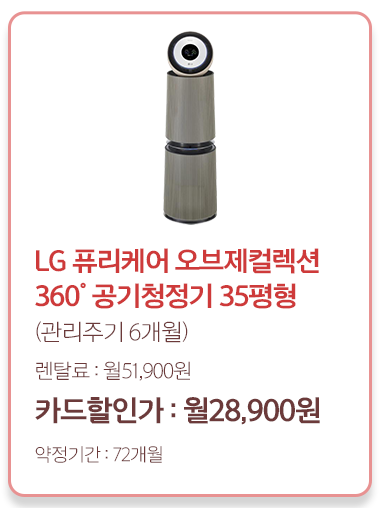 LG 퓨리케어 오브제컬렉션
360˚ 공기청정기 35평형
(관리주기 6개월)
렌탈료 : 월51,900원
카드할인가 : 월28,900원
약정기간 : 72개월